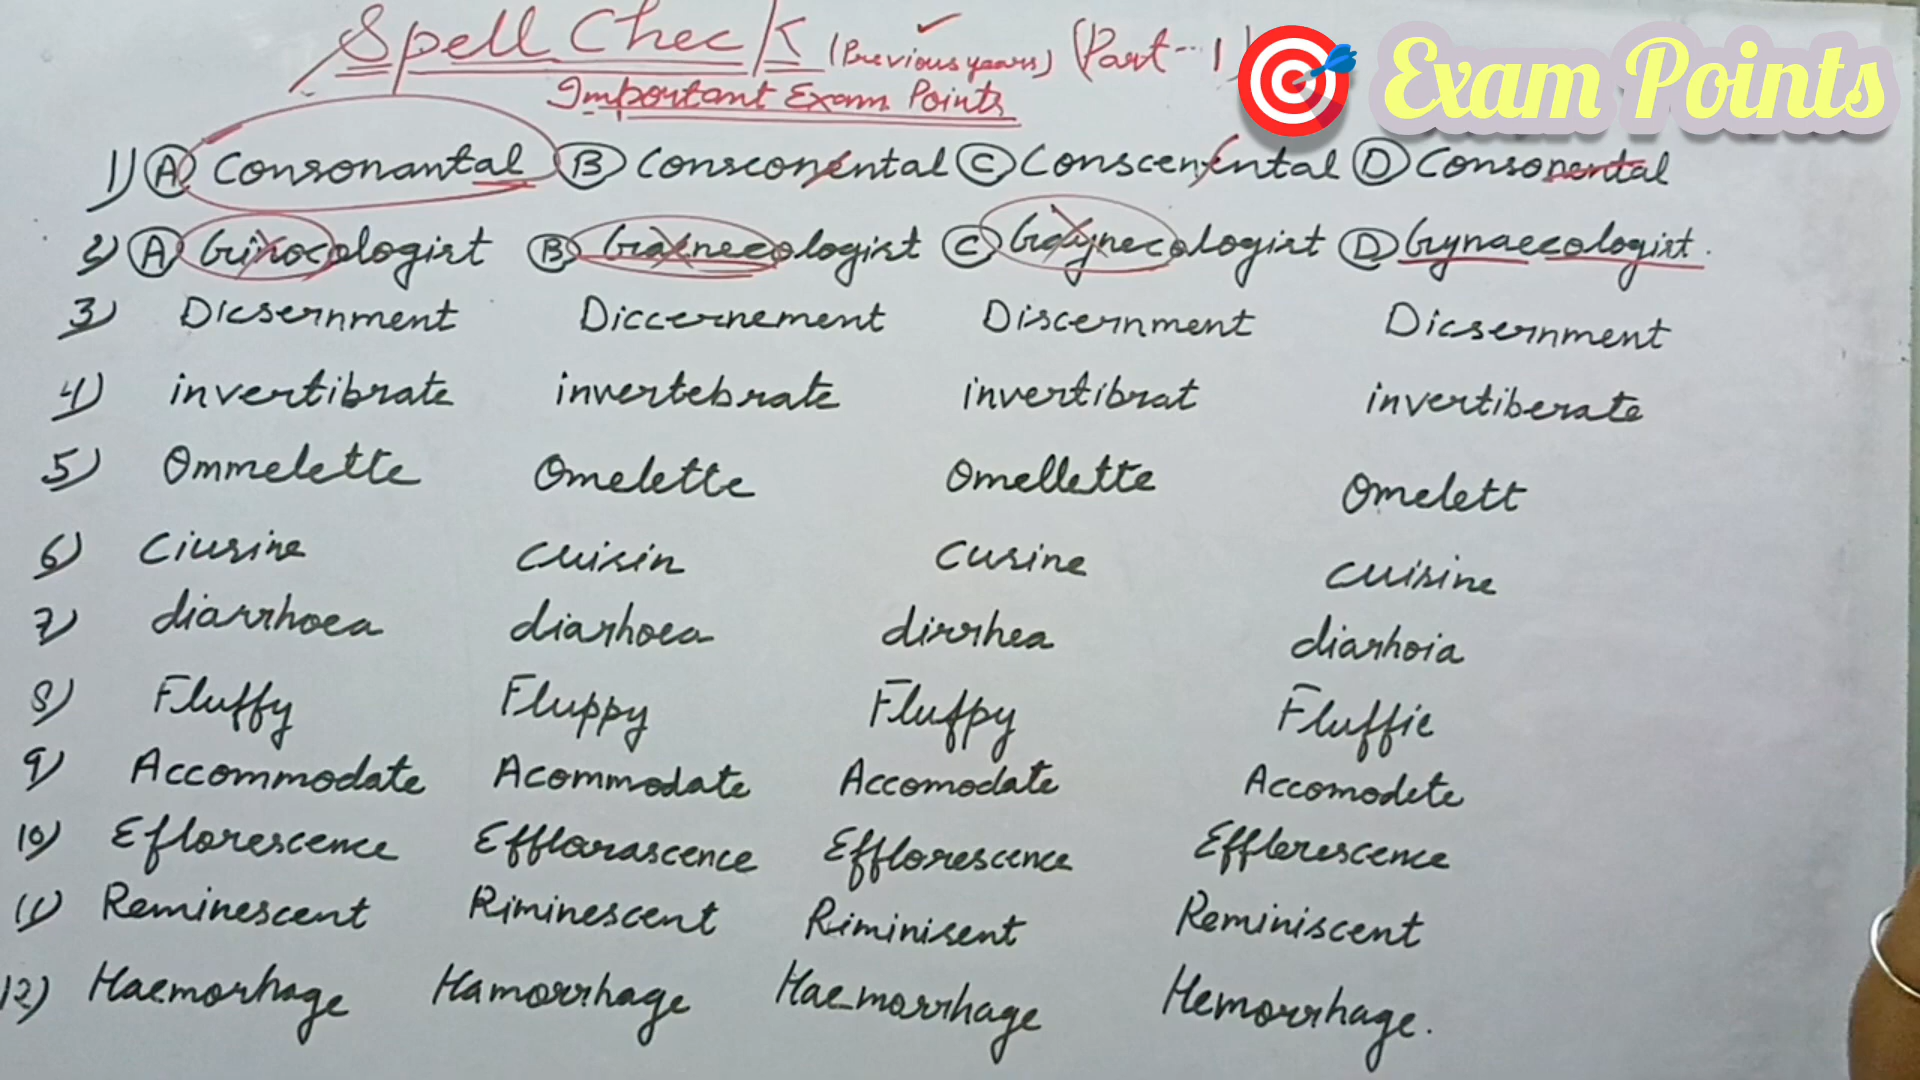 Spell Check (Previous years) (Part--1)
Exam Points
Important Exam Points
1) A Consonantal B Consconental C Conscenental D Consonental
2) A Ginocologist B Gaenecologist C Gaynecologist D Gynaecologist.
3) Dicsernment Diccernement Discernment Dicsernment
4) invertibrate invertebrate invertibrat invertiberate
5) Ommelette Omelette Omellette Omelett
6) Ciusine cuisin cusine cuisine
7) diarrhoea diarhoea dirrhea diarhoia
8) Fluffy Fluppy Flufpy Fluffie
9) Accommodate Acommodate Accomodate Accomodete
10) Eflorescence Efflorascence Efflorescence Efflerescence
11) Reminescent Riminescent Riminisent Reminiscent
12) Haemorhage Hamorrhage Haemorrhage Hemorrhage.